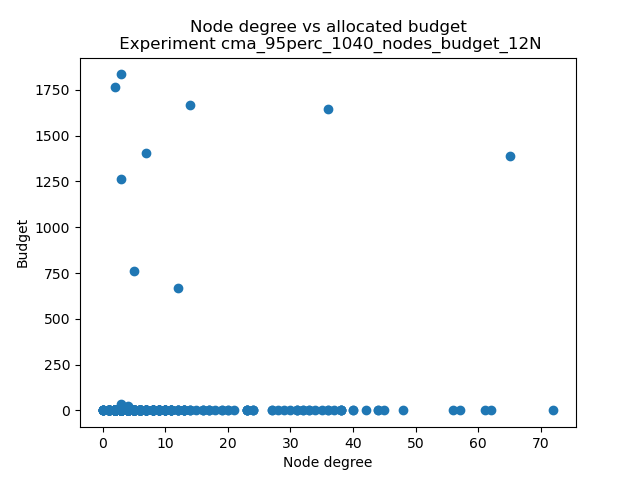 Node degree vs allocated budget
Experiment cma_95perc_1040_nodes_budget_12N
Budget
1750
1500
1250
1000
750
500
250
0
0 10 20 30 40 50 60 70
Node degree